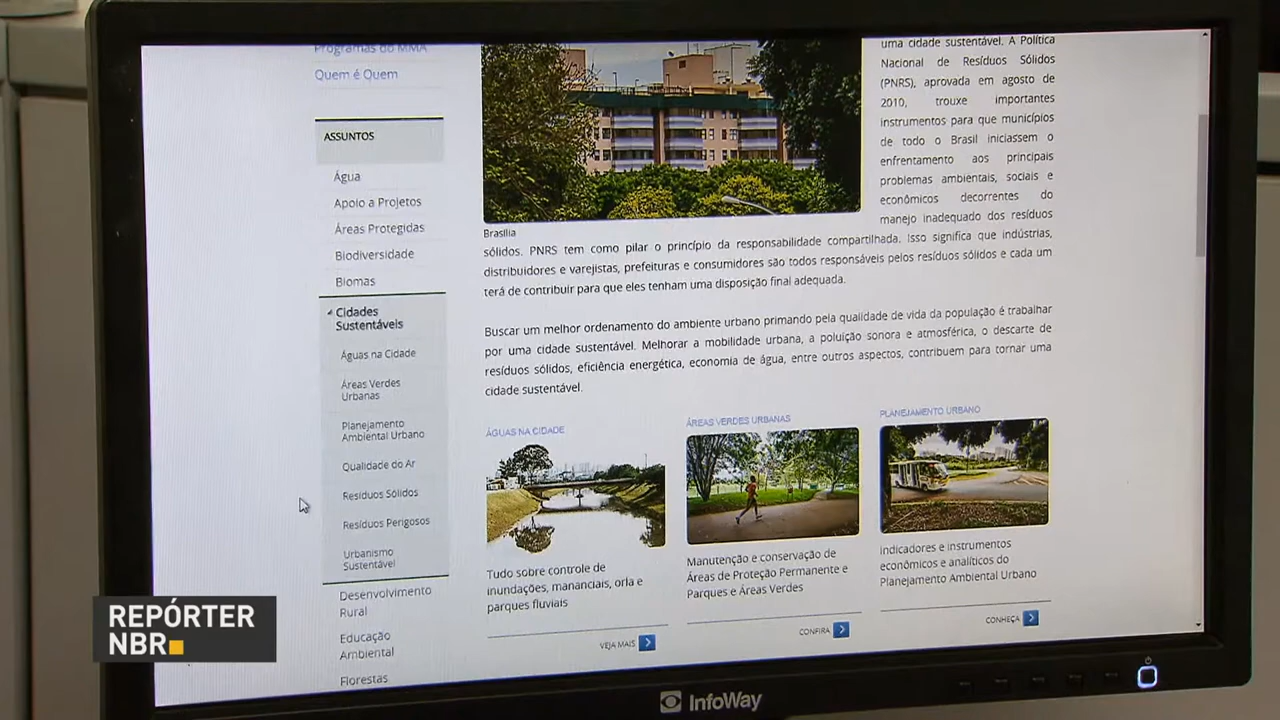 Programas do MMA
Quem é Quem
ASSUNTOS
Água
Apoio a Projetos
Áreas Protegidas
Biodiversidade
Biomas
Cidades
Sustentáveis
Águas na Cidade
Áreas Verdes
Urbanas
Planejamento
Ambiental Urbano
Qualidade do Ar
Resíduos Sólidos
Resíduos Perigosos
Urbanismo
Sustentável
Desenvolvimento
Rural
Educação
Ambiental
Florestas
uma cidade sustentável. A Política
Nacional de Resíduos Sólidos
(PNRS), aprovada em agosto de
2010, trouxe importantes
instrumentos para que municípios
de todo o Brasil iniciassem o
enfrentamento aos principais
problemas ambientais, sociais e
econômicos decorrentes do
manejo inadequado dos resíduos
Brasília
sólidos. PNRS tem como pilar o princípio da responsabilidade compartilhada. Isso significa que indústrias,
distribuidores e varejistas, prefeituras e consumidores são todos responsáveis pelos resíduos sólidos e cada um
terá de contribuir para que eles tenham uma disposição final adequada.
Buscar um melhor ordenamento do ambiente urbano primando pela qualidade de vida da população é trabalhar
por uma cidade sustentável. Melhorar a mobilidade urbana, a poluição sonora e atmosférica, o descarte de
resíduos sólidos, eficiência energética, economia de água, entre outros aspectos, contribuem para tornar uma
cidade sustentável.
ÁGUAS NA CIDADE
Tudo sobre controle de
inundações, mananciais, orla e
parques fluviais
VEJA MAIS
ÁREAS VERDES URBANAS
Manutenção e conservação de
Áreas de Proteção Permanente e
Parques e Áreas Verdes
CONFIRA
PLANEJAMENTO URBANO
Indicadores e instrumentos
econômicos e analíticos do
Planejamento Ambiental Urbano
CONHEÇA
REPÓRTER
NBR
InfoWay